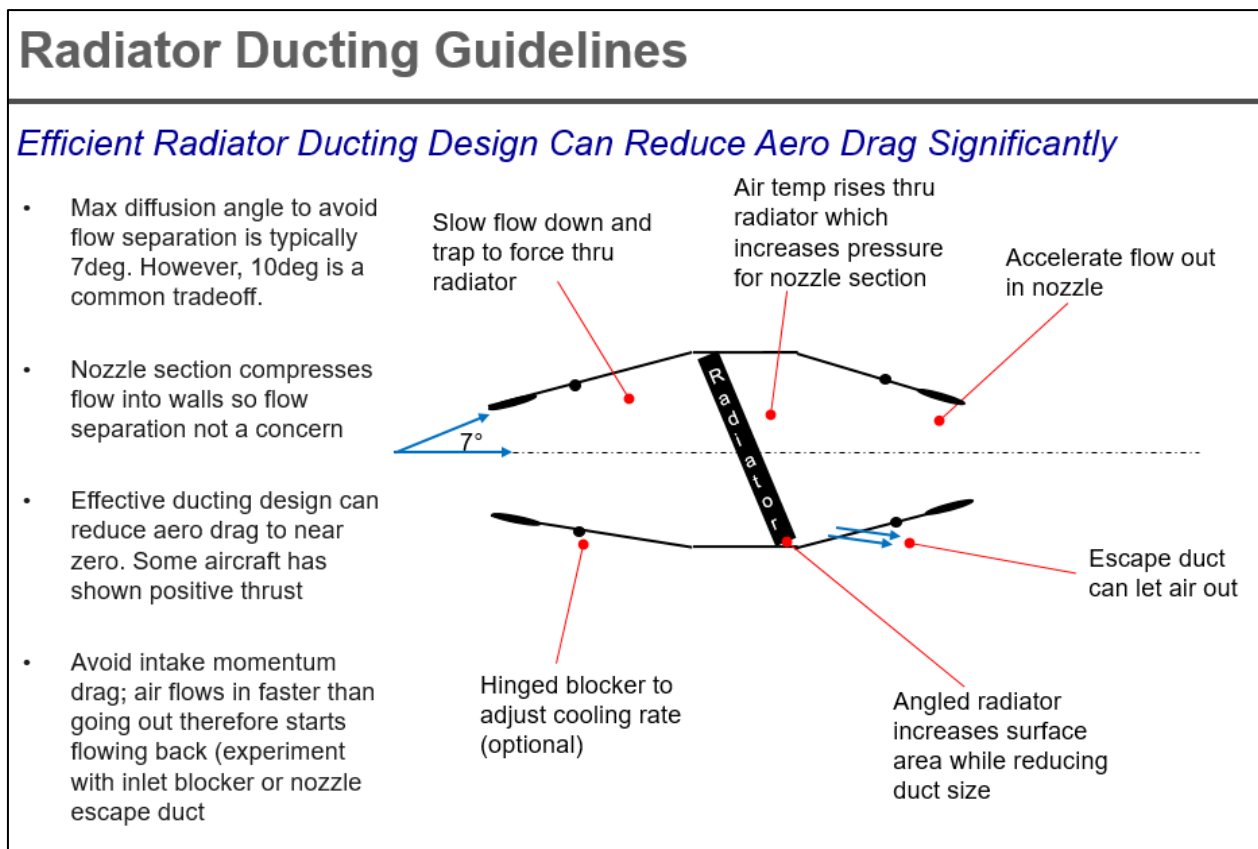 Radiator Ducting Guidelines
Efficient Radiator Ducting Design Can Reduce Aero Drag Significantly
• Max diffusion angle to avoid
flow separation is typically
7deg. However, 10deg is a
common tradeoff.
• Nozzle section compresses
flow into walls so flow
separation not a concern
• Effective ducting design can
reduce aero drag to near
zero. Some aircraft has
shown positive thrust
• Avoid intake momentum
drag; air flows in faster than
going out therefore starts
flowing back (experiment
with inlet blocker or nozzle
escape duct
Slow flow down and
trap to force thru
radiator
Air temp rises thru
radiator which
increases pressure
for nozzle section
Accelerate flow out
in nozzle
7°
Radiator
Escape duct
can let air out
Hinged blocker to
adjust cooling rate
(optional)
Angled radiator
increases surface
area while reducing
duct size